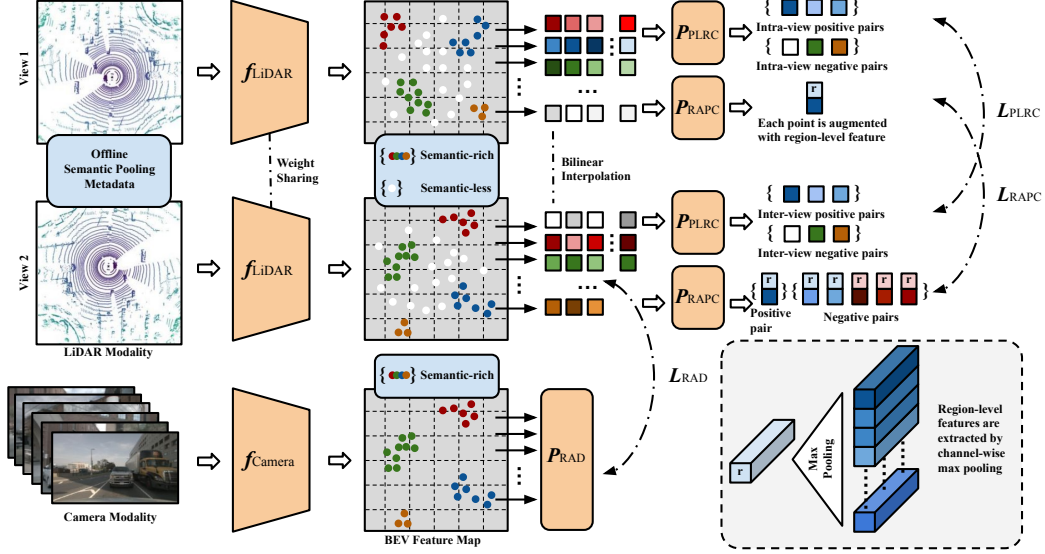 View 1
f LiDAR
P PLRC
Intra-view positive pairs
Intra-view negative pairs
P RAPC
r
Each point is augmented
with region-level feature
L PLRC
Offline
Semantic Pooling
Metadata
Weight
Sharing
{ } Semantic-rich
{ } Semantic-less
Bilinear
Interpolation
L RAPC
View 2
f LiDAR
P PLRC
Inter-view positive pairs
Inter-view negative pairs
P RAPC
r r r r r r
Positive
pair
Negative pairs
LiDAR Modality
{ } Semantic-rich
L RAD
f Camera
P RAD
r
Max
Pooling
Region-level
features are
extracted by
channel-wise
max pooling
Camera Modality
BEV Feature Map